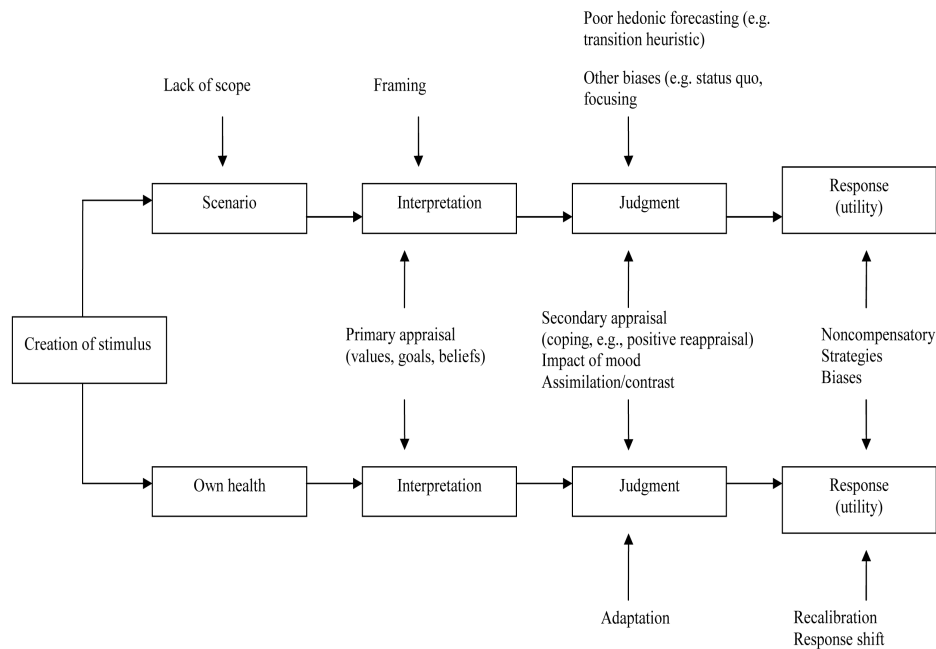 Poor hedonic forecasting (e.g.
transition heuristic)
Other biases (e.g. status quo,
focusing
Lack of scope
Framing
Scenario
Interpretation
Judgment
Response
(utility)
Creation of stimulus
Primary appraisal
(values, goals, beliefs)
Secondary appraisal
(coping, e.g., positive reappraisal)
Impact of mood
Assimilation/contrast
Noncompensatory
Strategies
Biases
Own health
Interpretation
Judgment
Response
(utility)
Adaptation
Recalibration
Response shift